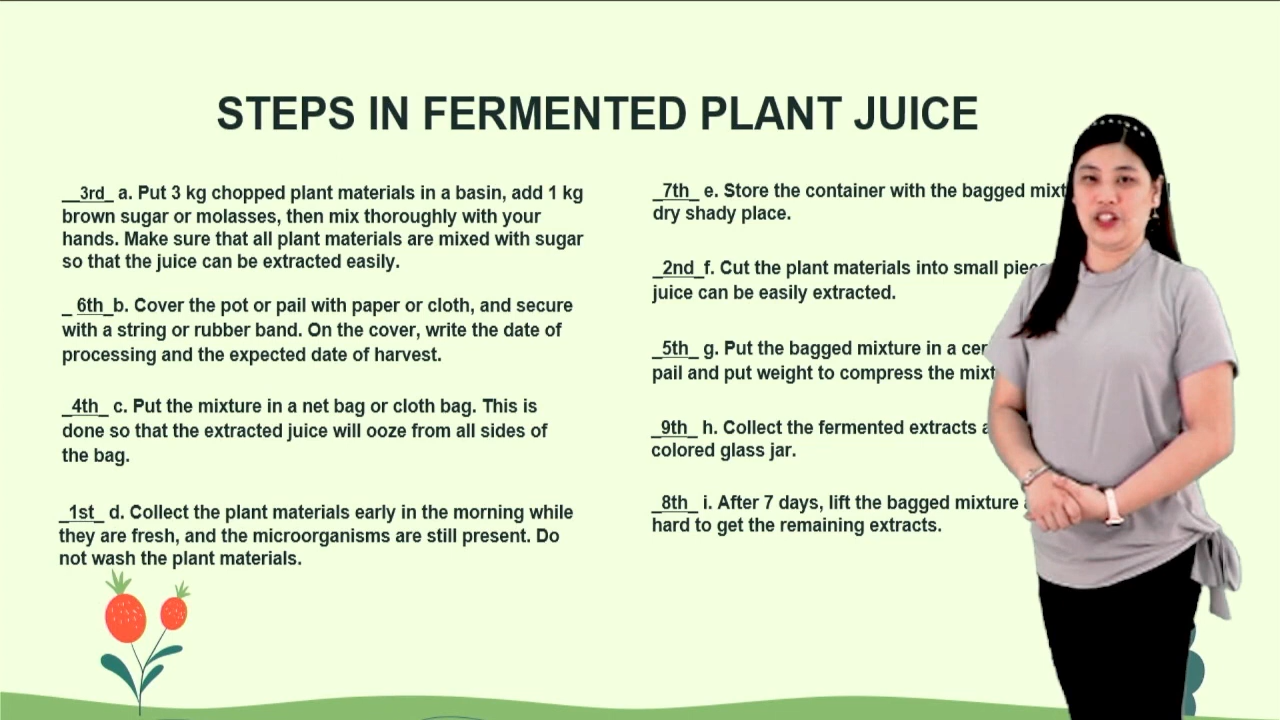 STEPS IN FERMENTED PLANT JUICE
__3rd_ a. Put 3 kg chopped plant materials in a basin, add 1 kg
brown sugar or molasses, then mix thoroughly with your
hands. Make sure that all plant materials are mixed with sugar
so that the juice can be extracted easily.
_ 6th_b. Cover the pot or pail with paper or cloth, and secure
with a string or rubber band. On the cover, write the date of
processing and the expected date of harvest.
_4th_ c. Put the mixture in a net bag or cloth bag. This is
done so that the extracted juice will ooze from all sides of
the bag.
_1st_ d. Collect the plant materials early in the morning while
they are fresh, and the microorganisms are still present. Do
not wash the plant materials.
_7th_ e. Store the container with the bagged
dry shady place.
_2nd_f. Cut the plant materials into small
juice can be easily extracted.
_5th_ g. Put the bagged mixture in a
pail and put weight to compress the
_9th_ h. Collect the fermented extracts
colored glass jar.
_8th_ i. After 7 days, lift the bagged mixture
hard to get the remaining extracts.